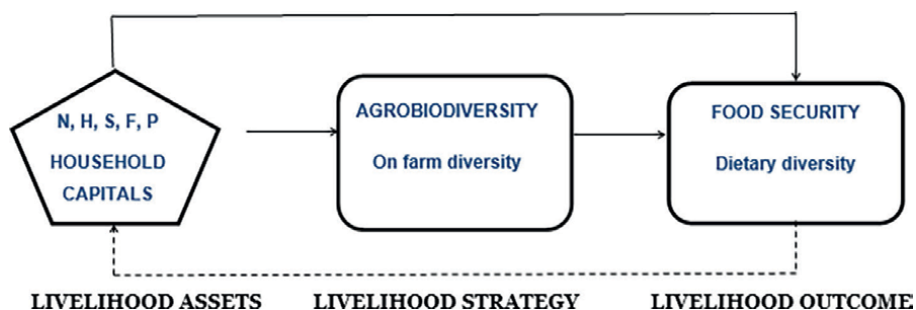 N, H, S, F, P
HOUSEHOLD
CAPITALS
AGROBIODIVERSITY
On farm diversity
FOOD SECURITY
Dietary diversity
LIVELIHOOD ASSETS
LIVELIHOOD STRATEGY
LIVELIHOOD OUTCOME